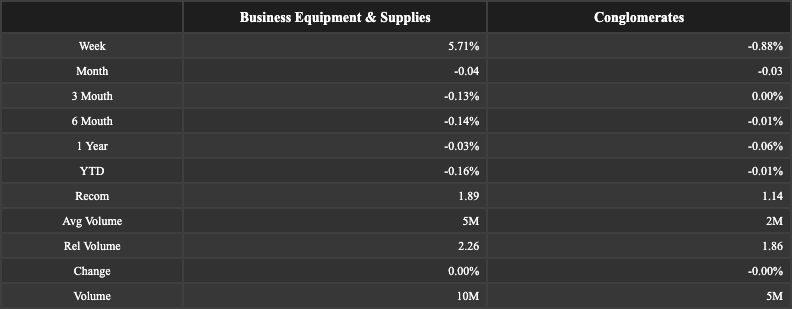 Business Equipment & Supplies Conglomerates
Week 5.71% -0.88%
Month -0.04 -0.03
3 Mouth -0.13% 0.00%
6 Mouth -0.14% -0.01%
1 Year -0.03% -0.06%
YTD -0.16% -0.01%
Recom 1.89 1.14
Avg Volume 5M 2M
Rel Volume 2.26 1.86
Change 0.00% -0.00%
Volume 10M 5M